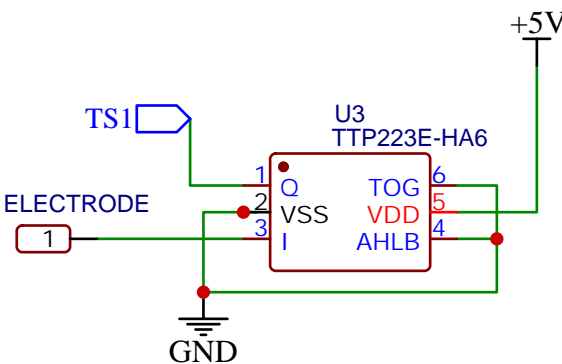 +5V
U3
TTP223E-HA6
TS1
1 Q TOG 6
2 VSS VDD 5
3 I AHLB 4
ELECTRODE
1
GND